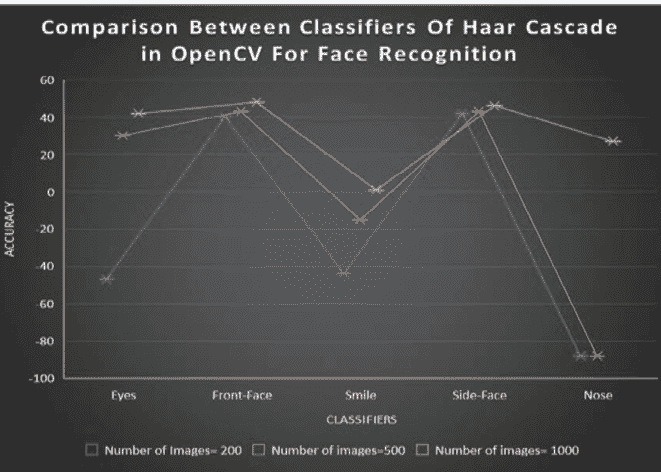 Comparison Between Classifiers Of Haar Cascade
in OpenCV For Face Recognition
60
40
20
0
-20
-40
-60
-80
-100
ACCURACY
Eyes Front-Face Smile Side-Face Nose
CLASSIFIERS
Number of Images= 200 Number of images=500 Number of images= 1000